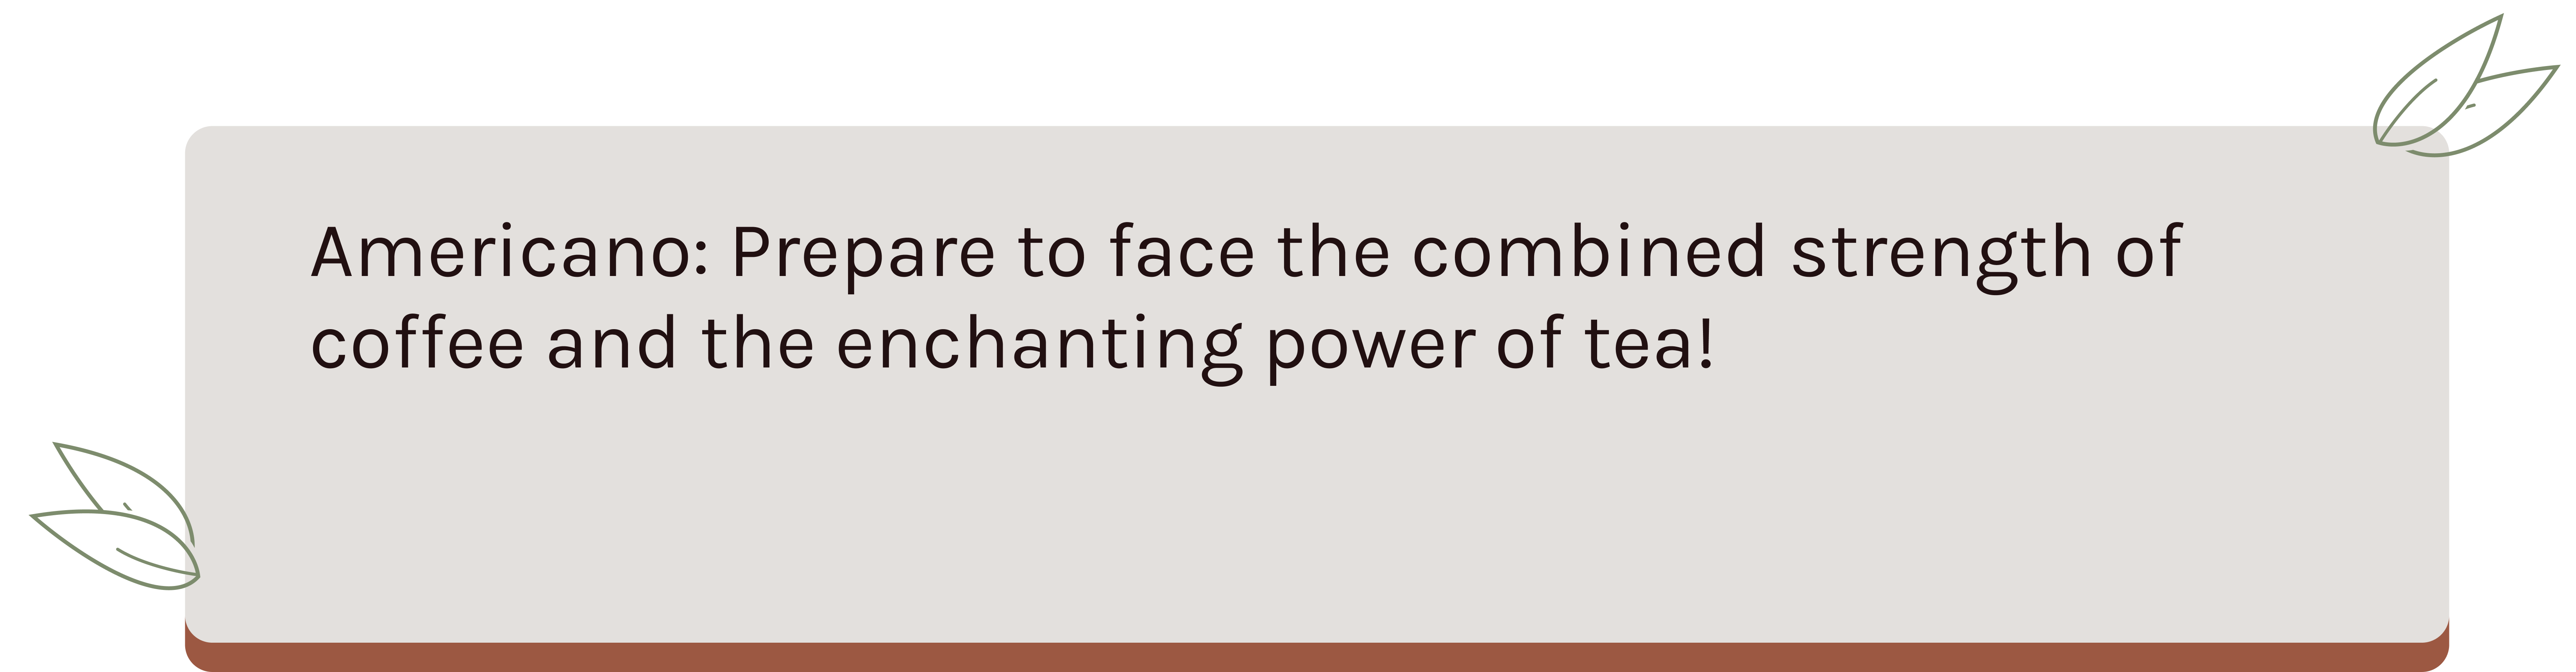 Americano: Prepare to face the combined strength of
coffee and the enchanting power of tea!